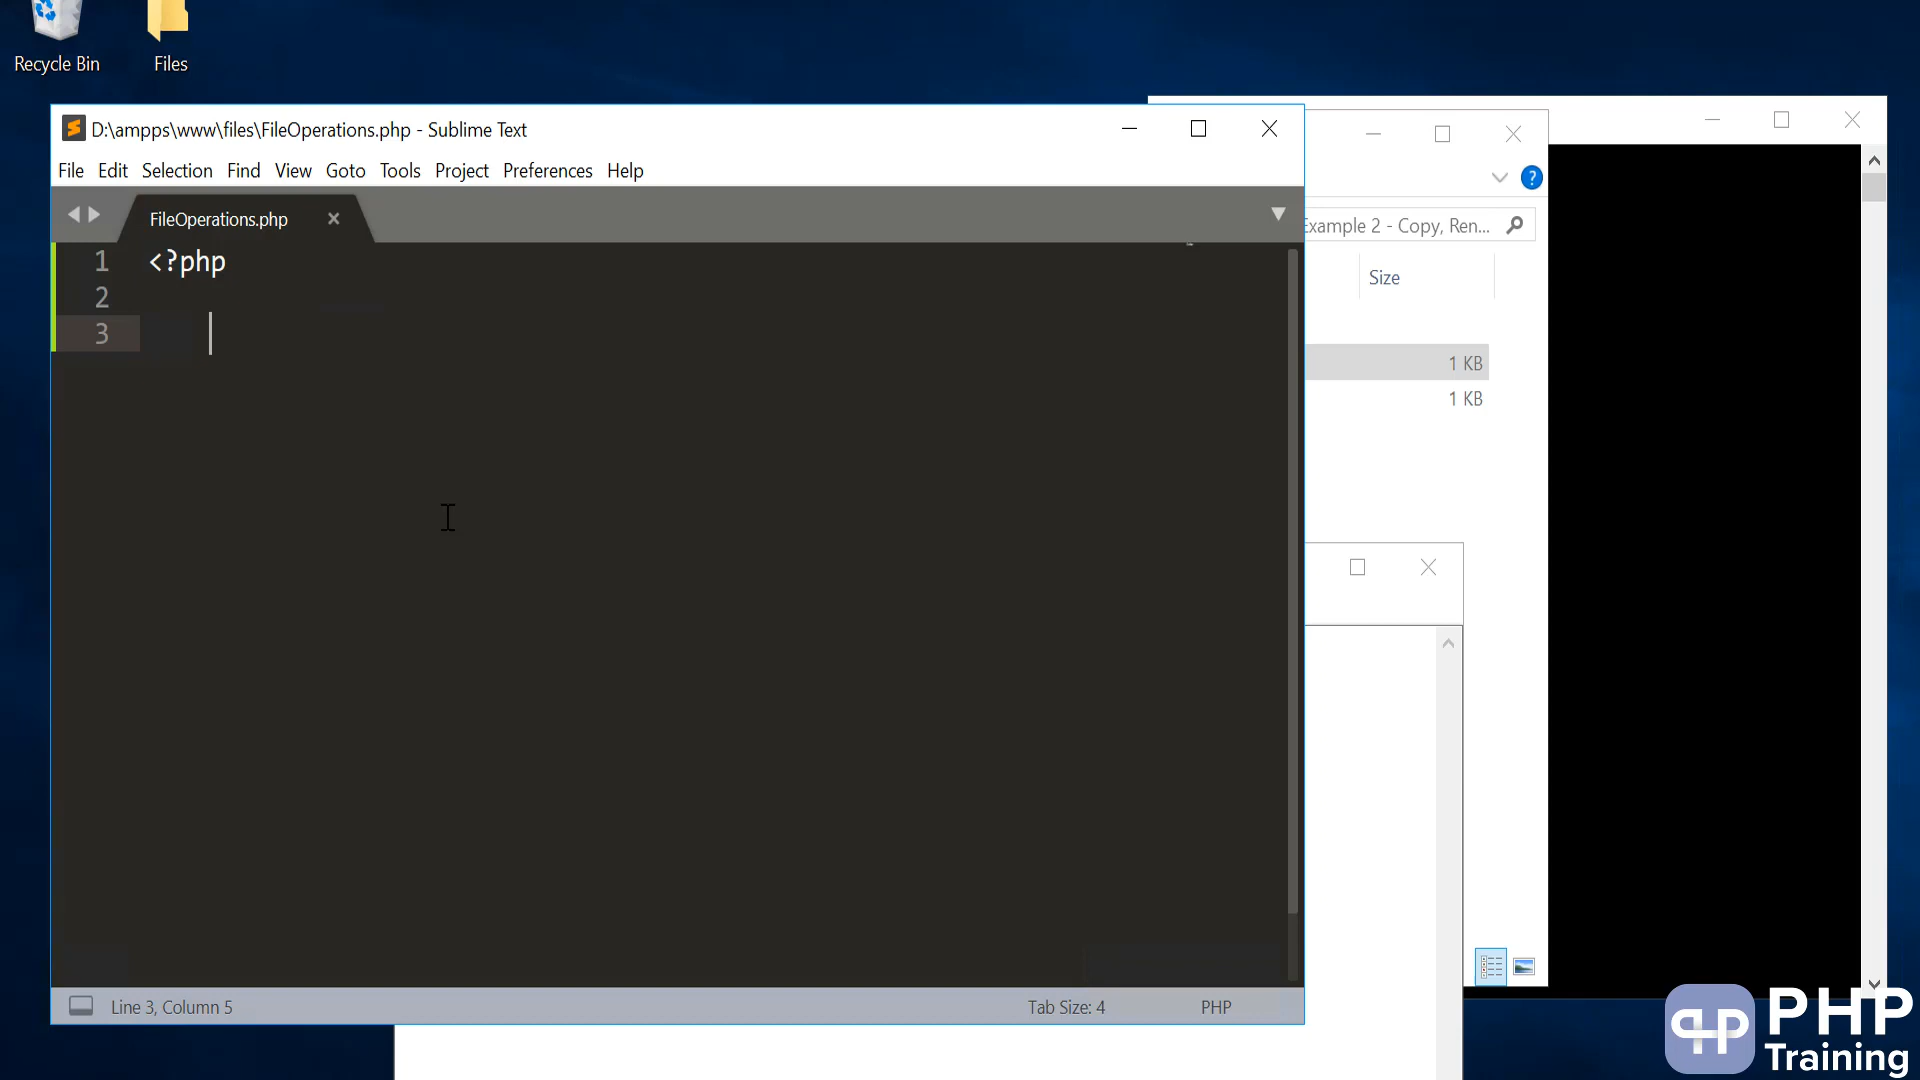 Recycle Bin
Files
D:\ampps\www\files\FileOperations.php - Sublime Text
File Edit Selection Find View Goto Tools Project Preferences Help
FileOperations.php
1 <?php
2
3
Example 2 - Copy, Ren...
Size
1 KB
1 KB
Line 3, Column 5
Tab Size: 4
PHP
PHP
Training